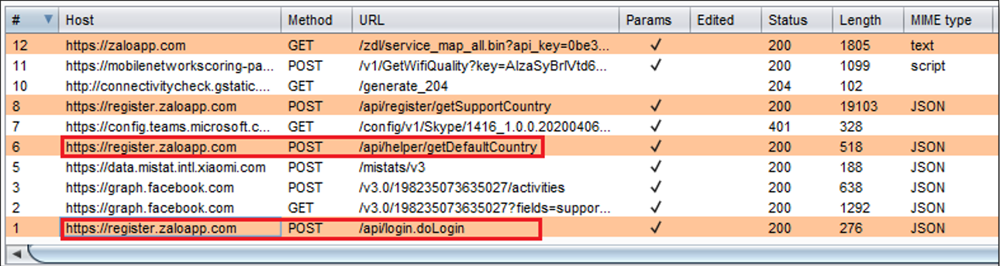 # Host Method URL Params Edited Status Length MIME type
12 https://zaloapp.com GET /zdl/service_map_all.bin?api_key=0be3... ✓ 200 1805 text
11 https://mobilenetworkscoring-pa... POST /v1/GetWifiQuality?key=AIzaSyBrlVtd6... ✓ 200 1099 script
10 http://connectivitycheck.gstatic.... GET /generate_204 204 102
8 https://register.zaloapp.com POST /api/register/getSupportCountry ✓ 200 19103 JSON
7 https://config.teams.microsoft.c... GET /config/v1/Skype/1416_1.0.0.20200406... ✓ 401 328
6 https://register.zaloapp.com POST /api/helper/getDefaultCountry ✓ 200 518 JSON
5 https://data.mistat.intl.xiaomi.com POST /mistats/v3 ✓ 200 188 JSON
3 https://graph.facebook.com POST /v3.0/198235073635027/activities ✓ 200 638 JSON
2 https://graph.facebook.com GET /v3.0/198235073635027?fields=suppor... ✓ 200 1292 JSON
1 https://register.zaloapp.com POST /api/login.doLogin ✓ 200 276 JSON